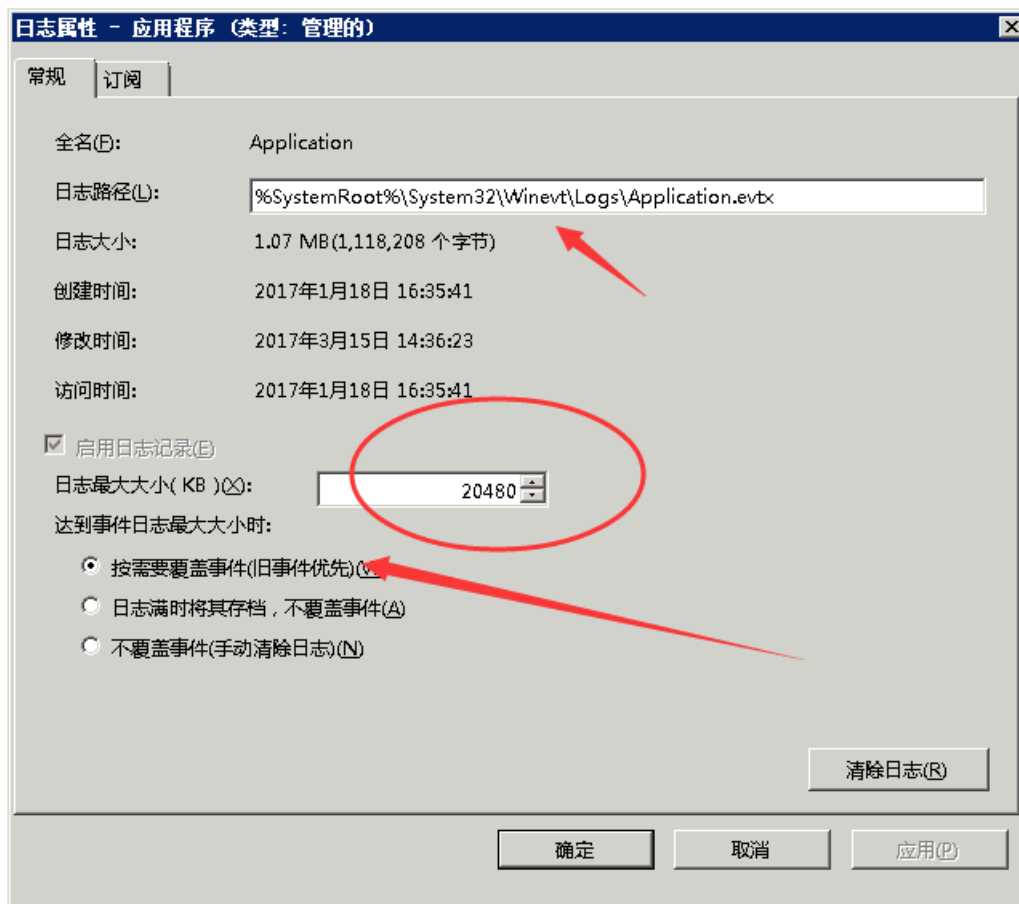 日志属性 - 应用程序 (类型: 管理的)
常规 订阅
全名(F): Application
日志路径(L): %SystemRoot%\System32\Winevt\Logs\Application.evtx
日志大小: 1.07 MB(1,118,208 个字节)
创建时间: 2017年1月18日 16:35:41
修改时间: 2017年3月15日 14:36:23
访问时间: 2017年1月18日 16:35:41
启用日志记录(E)
日志最大大小( KB )(X): 20480
达到事件日志最大大小时:
按需要覆盖事件(旧事件优先)(W)
日志满时将其存档，不覆盖事件(A)
不覆盖事件(手动清除日志)(N)
清除日志(R)
确定 取消 应用(P)